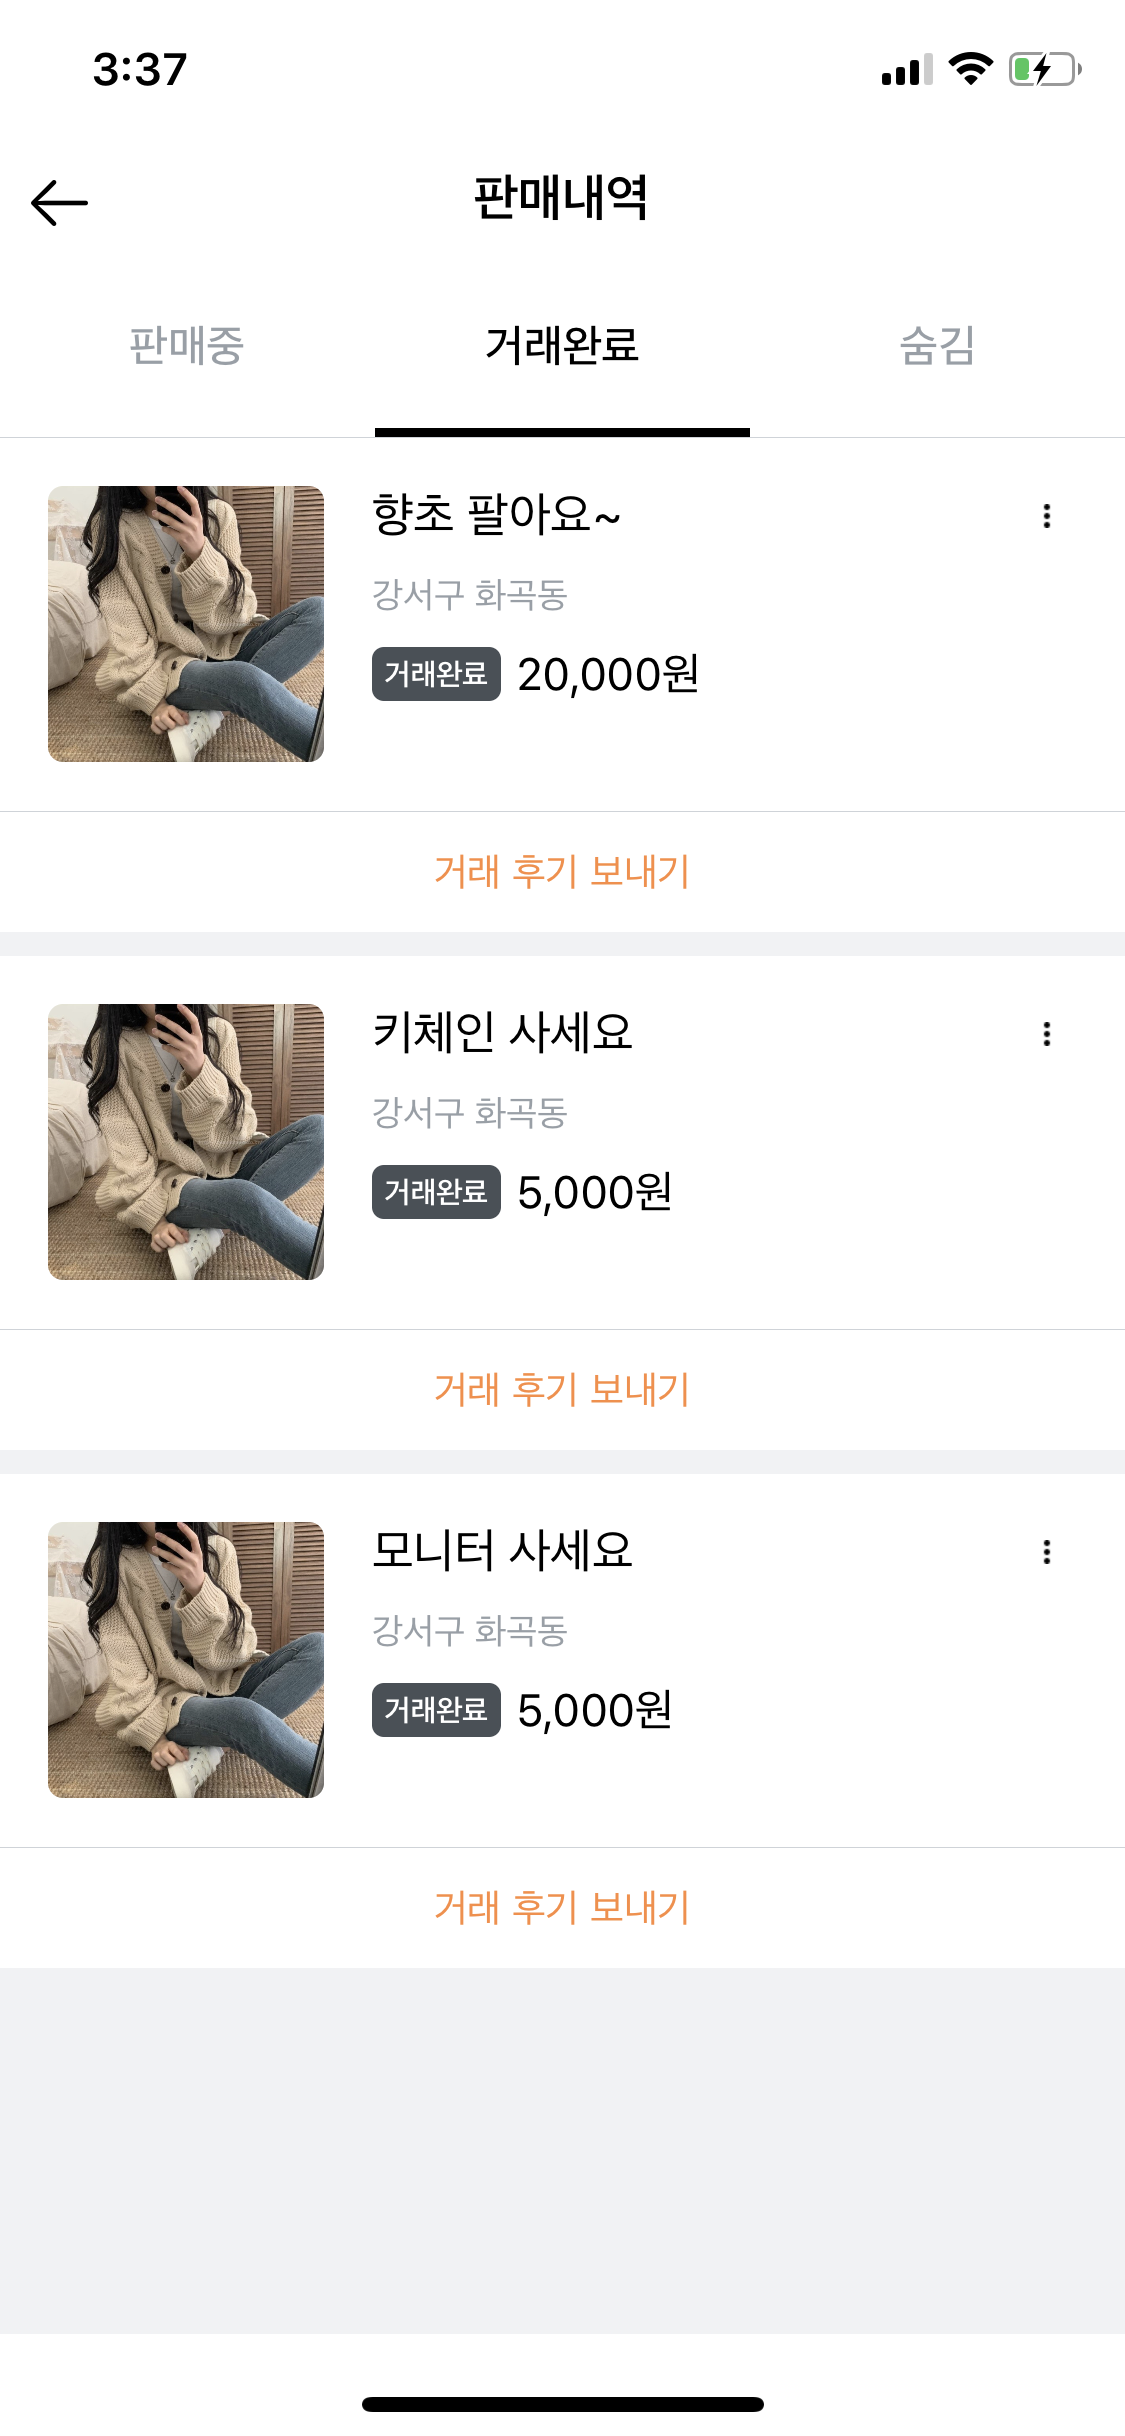 3:37
판매내역
판매중 거래완료 숨김
향초 팔아요~
강서구 화곡동
거래완료 20,000원
거래 후기 보내기
키체인 사세요
강서구 화곡동
거래완료 5,000원
거래 후기 보내기
모니터 사세요
강서구 화곡동
거래완료 5,000원
거래 후기 보내기